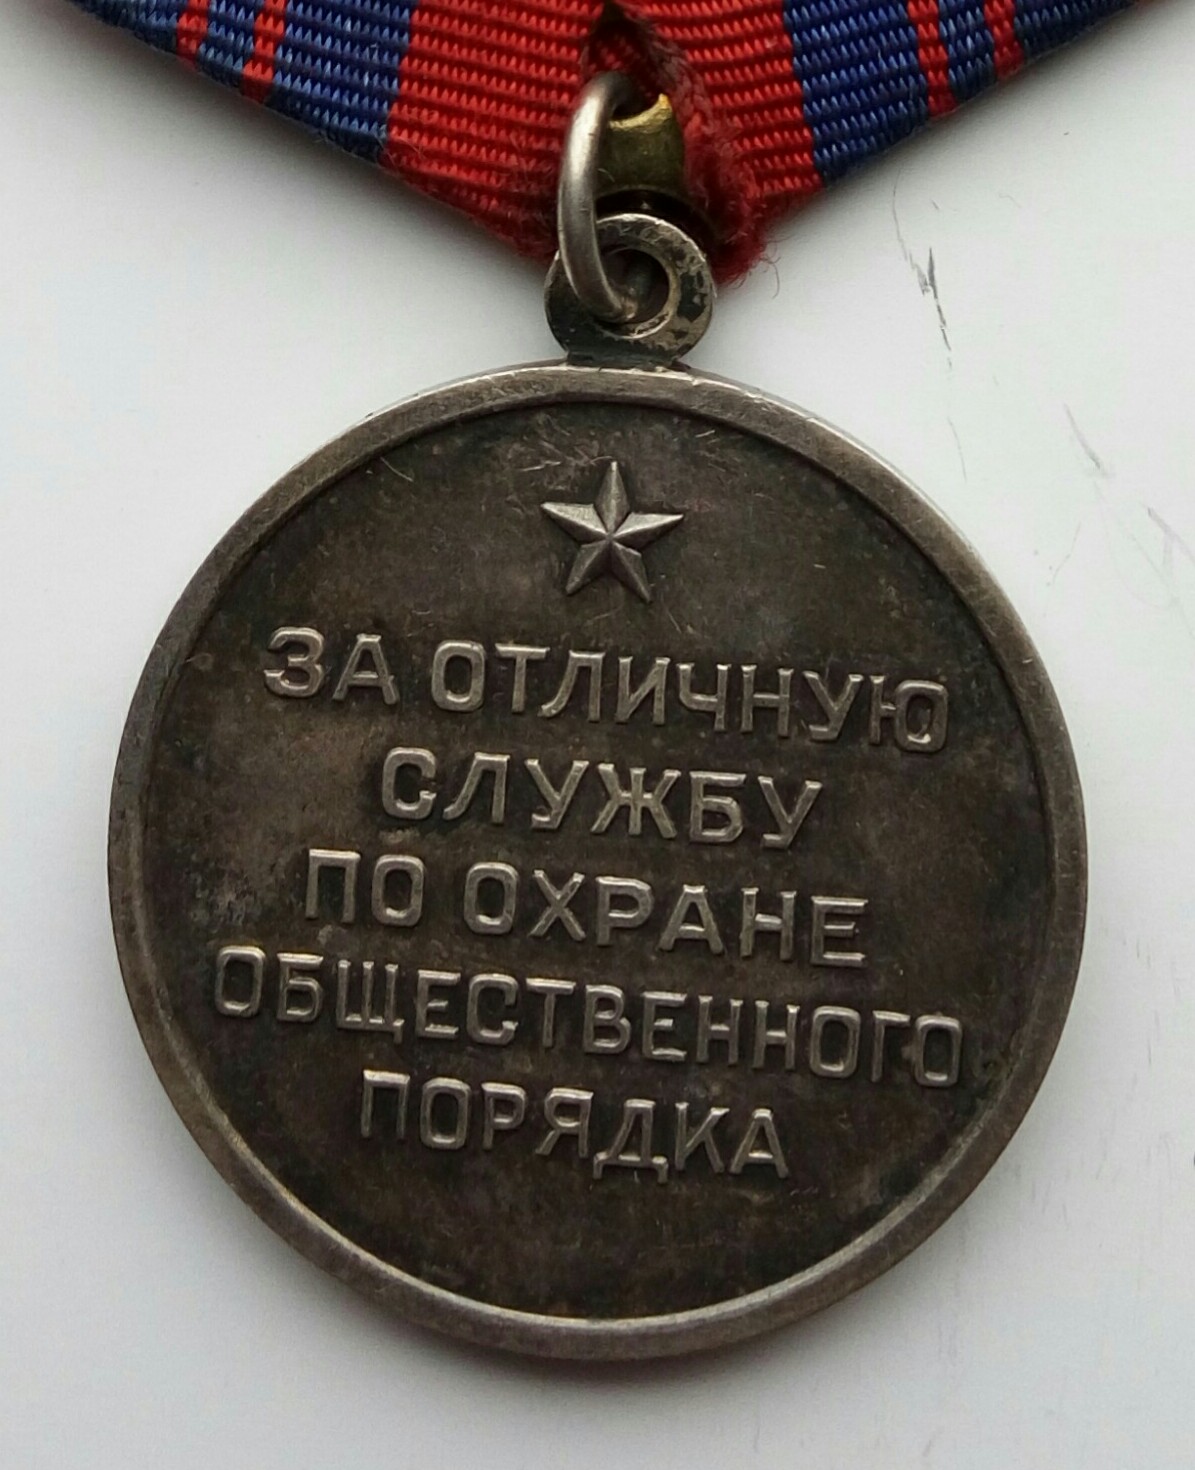 ЗА ОТЛИЧНУЮ
СЛУЖБУ
ПО ОХРАНЕ
ОБЩЕСТВЕННОГО
ПОРЯДКА